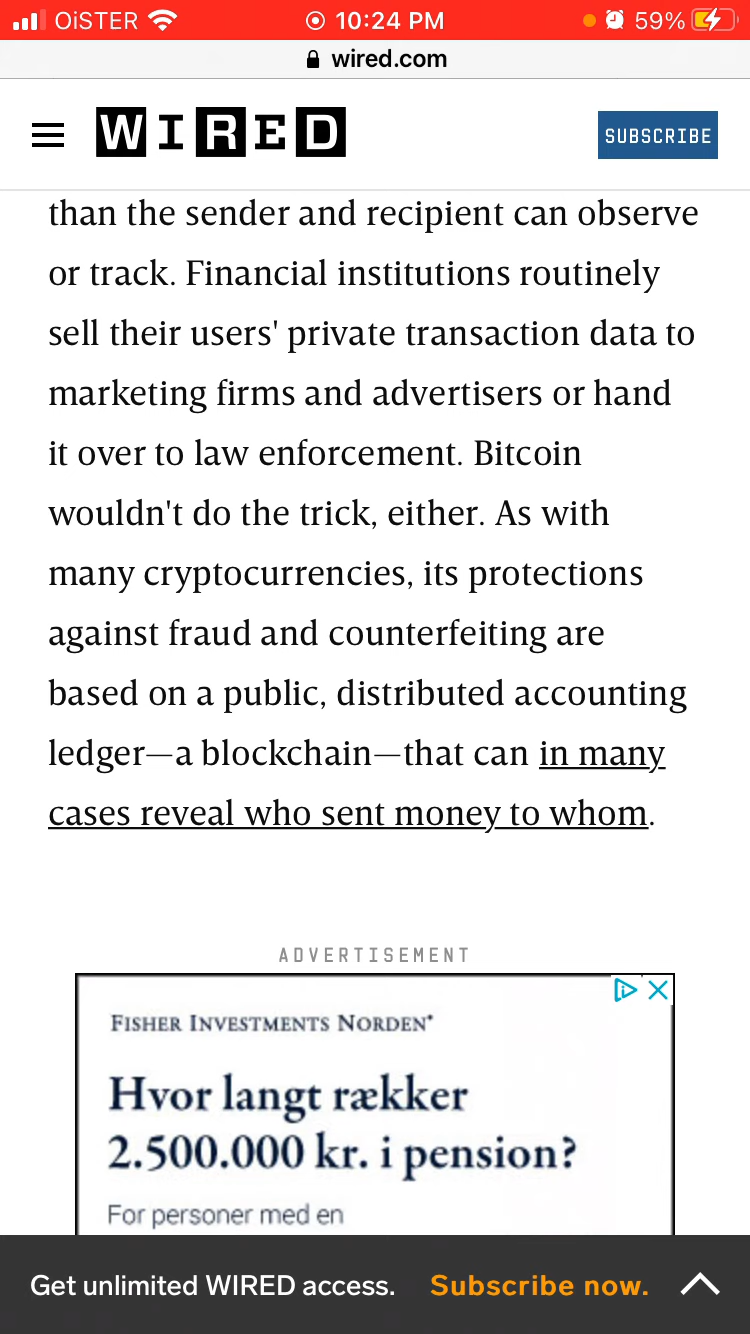 OiSTER 10:24 PM 59%
wired.com
WIRED SUBSCRIBE
than the sender and recipient can observe
or track. Financial institutions routinely
sell their users' private transaction data to
marketing firms and advertisers or hand
it over to law enforcement. Bitcoin
wouldn't do the trick, either. As with
many cryptocurrencies, its protections
against fraud and counterfeiting are
based on a public, distributed accounting
ledger—a blockchain—that can in many
cases reveal who sent money to whom.
ADVERTISEMENT
FISHER INVESTMENTS NORDEN*
Hvor langt rækker
2.500.000 kr. i pension?
For personer med en
Get unlimited WIRED access. Subscribe now.